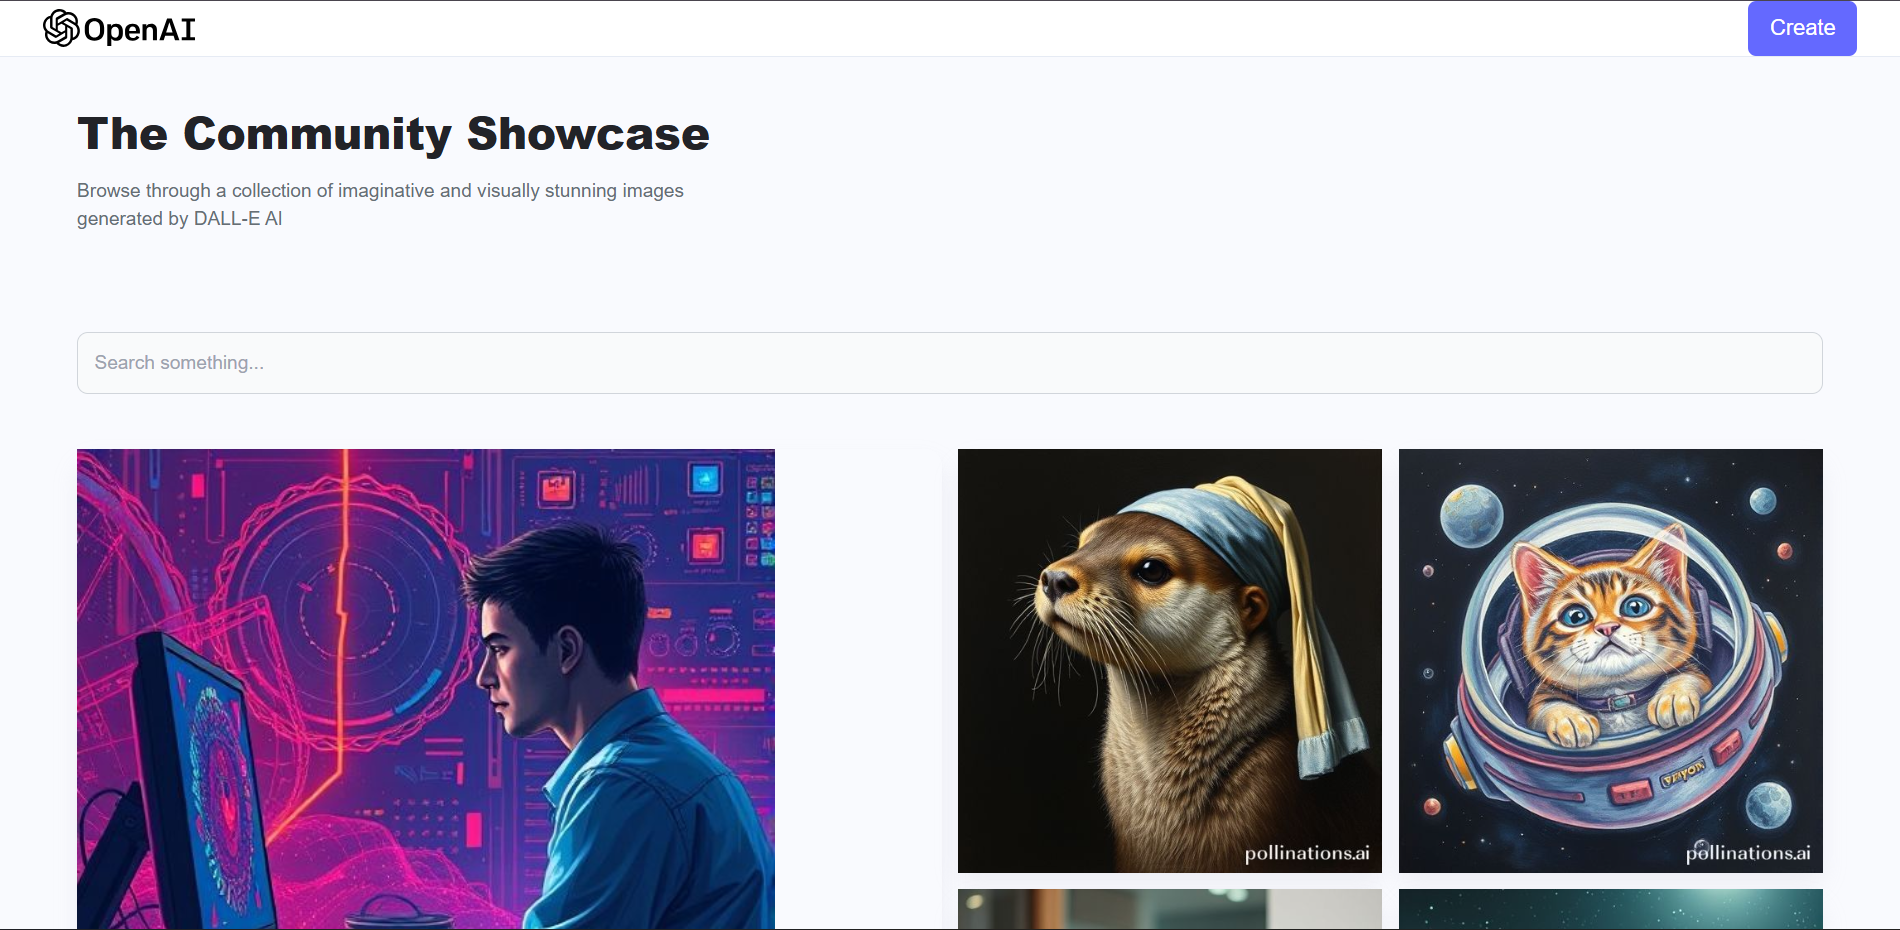 OpenAI
Create
The Community Showcase
Browse through a collection of imaginative and visually stunning images
generated by DALL-E AI
Search something...
pollinations.ai
pollinations.ai